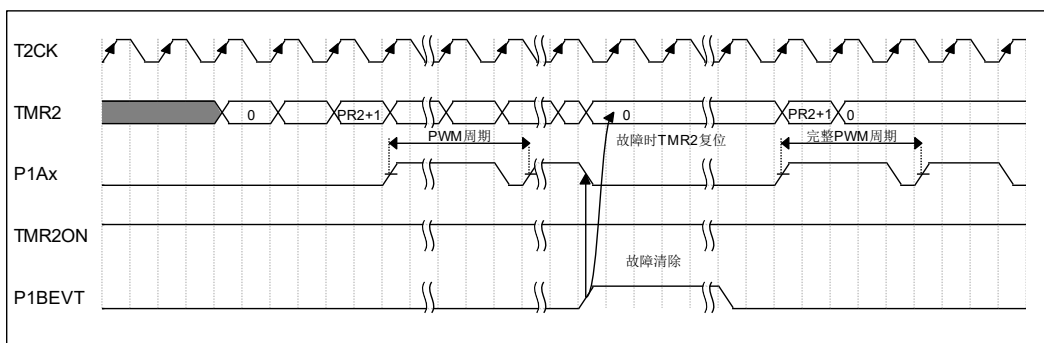 T2CK
TMR2
0
PR2+1
0
PR2+1
0
PWM周期
故障时TMR2复位
完整PWM周期
P1Ax
TMR2ON
故障清除
P1BEVT